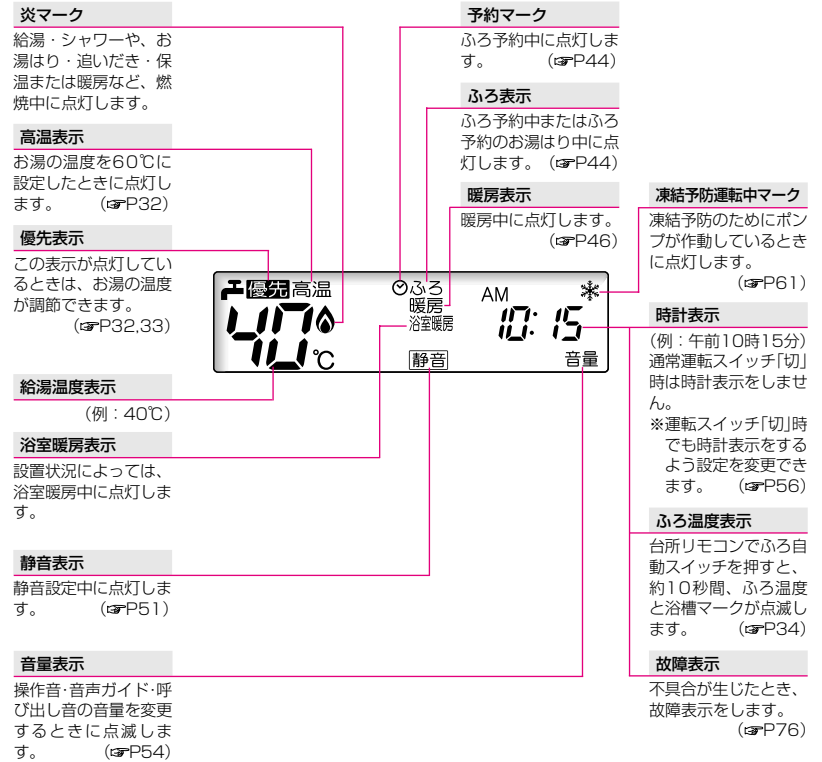 炎マーク
給湯・シャワーや、お
湯はり・追いだき・保
温または暖房など、燃
焼中に点灯します。
高温表示
お湯の温度を60℃に
設定したときに点灯し
ます。 (☞P32)
優先表示
この表示が点灯してい
るときは、お湯の温度
が調節できます。
(☞P32,33)
給湯温度表示
(例:40℃)
浴室暖房表示
設置状況によっては、
浴室暖房中に点灯しま
す。
静音表示
静音設定中に点灯しま
す。 (☞P51)
音量表示
操作音・音声ガイド・呼
び出し音の音量を変更
するときに点滅しま
す。 (☞P54)
優先 高温
40 ℃
ふろ
暖房
浴室暖房
静音
AM
10:15
音量
予約マーク
ふろ予約中に点灯しま
す。 (☞P44)
ふろ表示
ふろ予約中またはふろ
予約のお湯はり中に点
灯します。(☞P44)
暖房表示
暖房中に点灯します。
(☞P46)
凍結予防運転中マーク
凍結予防のためにポン
プが作動しているとき
に点灯します。
(☞P61)
時計表示
(例:午前10時15分)
通常運転スイッチ「切」
時は時計表示をしませ
ん。
※運転スイッチ「切」時
でも時計表示をする
よう設定を変更でき
ます。 (☞P56)
ふろ温度表示
台所リモコンでふろ自
動スイッチを押すと、
約10秒間、ふろ温度
と浴槽マークが点滅し
ます。 (☞P34)
故障表示
不具合が生じたとき、
故障表示をします。
(☞P76)